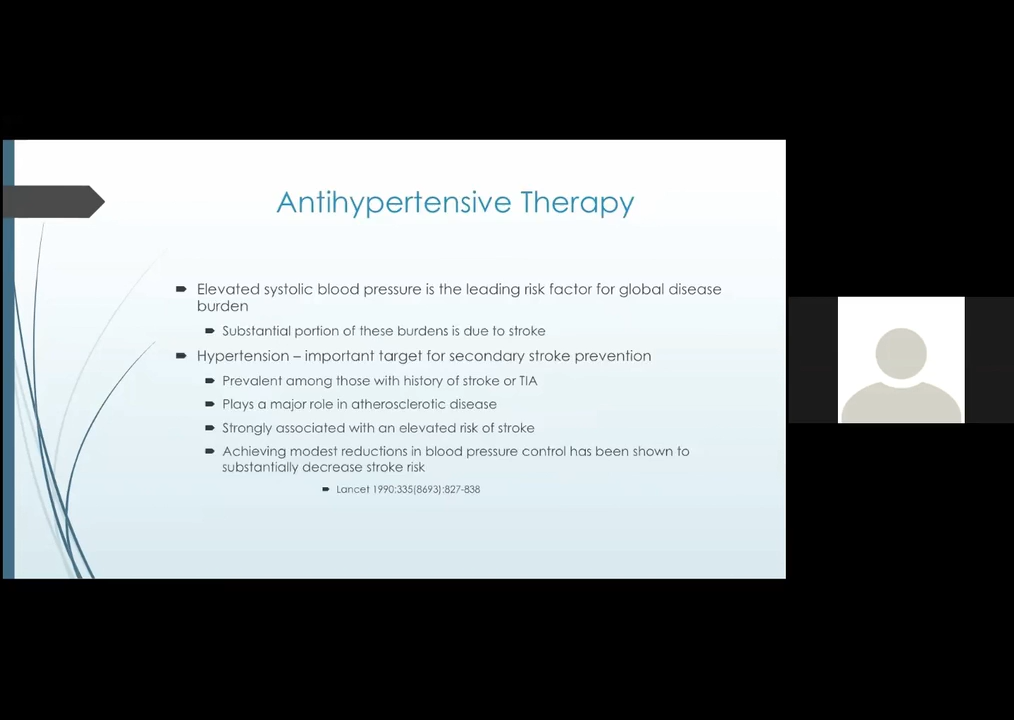 Antihypertensive Therapy
Elevated systolic blood pressure is the leading risk factor for global disease
burden
Substantial portion of these burdens is due to stroke
Hypertension – important target for secondary stroke prevention
Prevalent among those with history of stroke or TIA
Plays a major role in atherosclerotic disease
Strongly associated with an elevated risk of stroke
Achieving modest reductions in blood pressure control has been shown to
substantially decrease stroke risk
Lancet 1990;335(8693):827-838